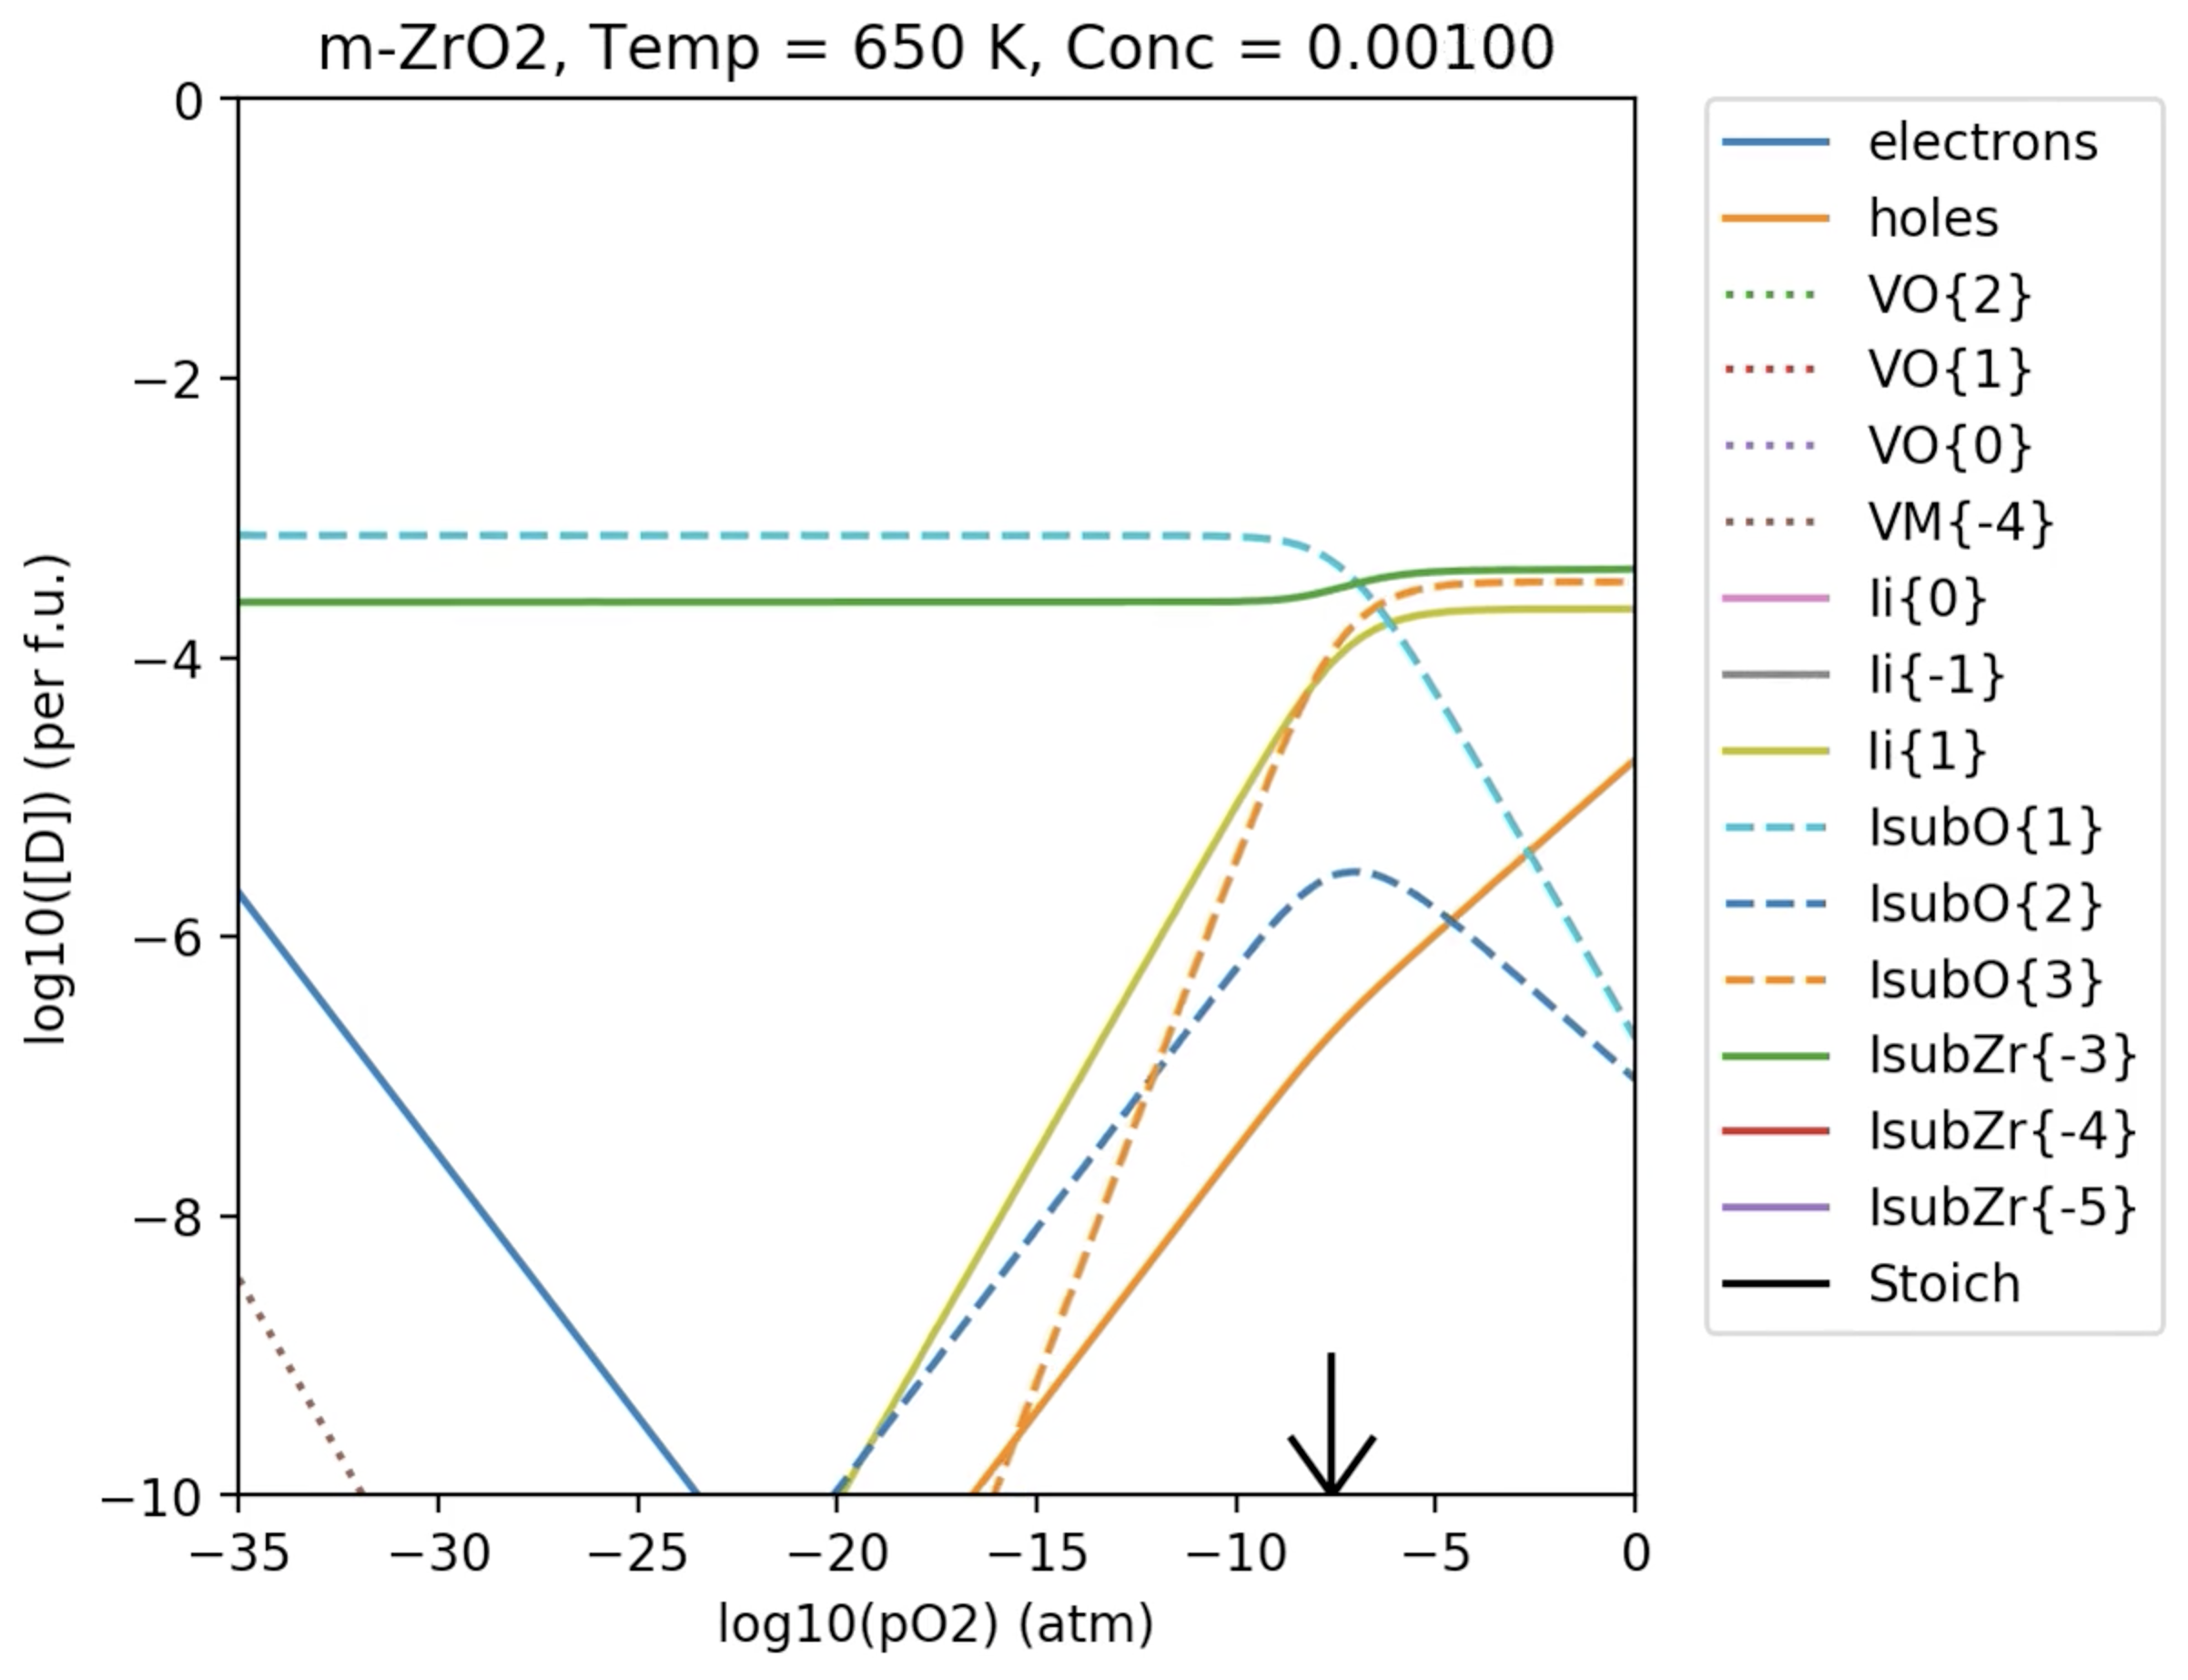 m-ZrO2, Temp = 650 K, Conc = 0.00100
0
−2
−4
−6
−8
−10
log10([D]) (per f.u.)
−35 −30 −25 −20 −15 −10 −5 0
log10(pO2) (atm)
electrons
holes
VO{2}
VO{1}
VO{0}
VM{-4}
Ii{0}
Ii{-1}
Ii{1}
IsubO{1}
IsubO{2}
IsubO{3}
IsubZr{-3}
IsubZr{-4}
IsubZr{-5}
Stoich